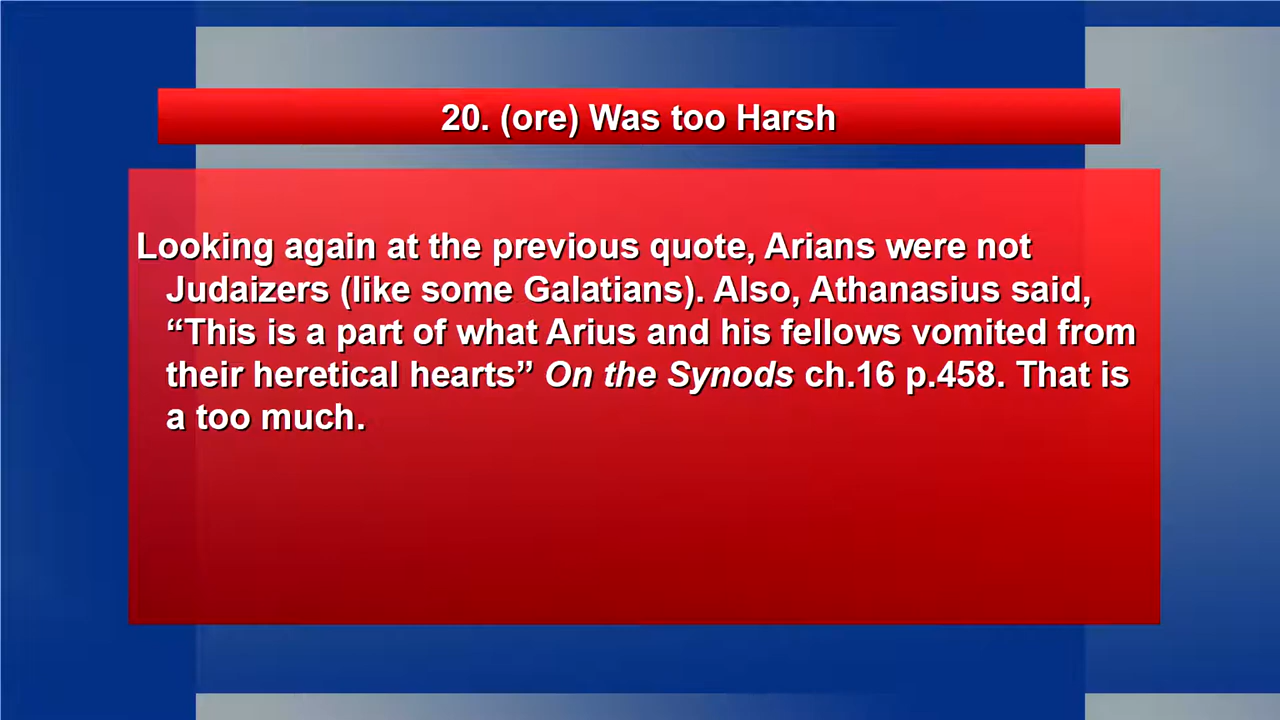 20. (ore) Was too Harsh
Looking again at the previous quote, Arians were not
Judaizers (like some Galatians). Also, Athanasius said,
“This is a part of what Arius and his fellows vomited from
their heretical hearts” On the Synods ch.16 p.458. That is
a too much.